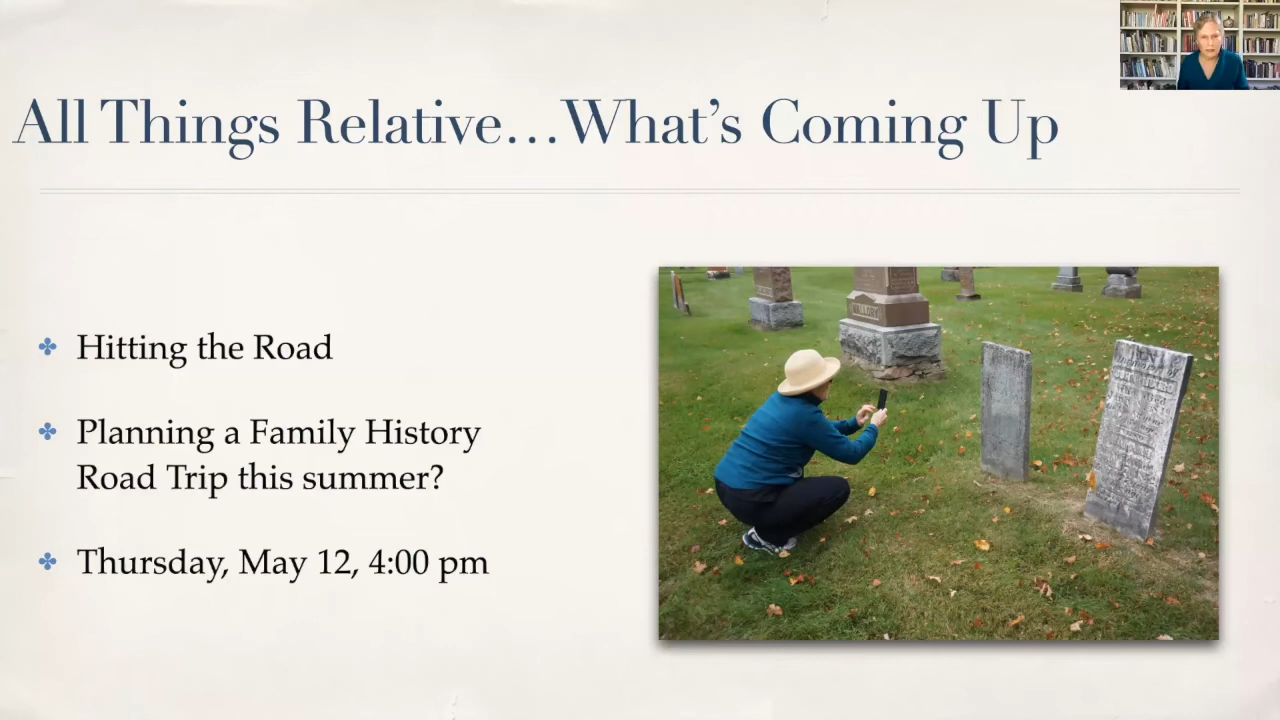 All Things Relative…What’s Coming Up
Hitting the Road
Planning a Family History
Road Trip this summer?
Thursday, May 12, 4:00 pm
MALLORY